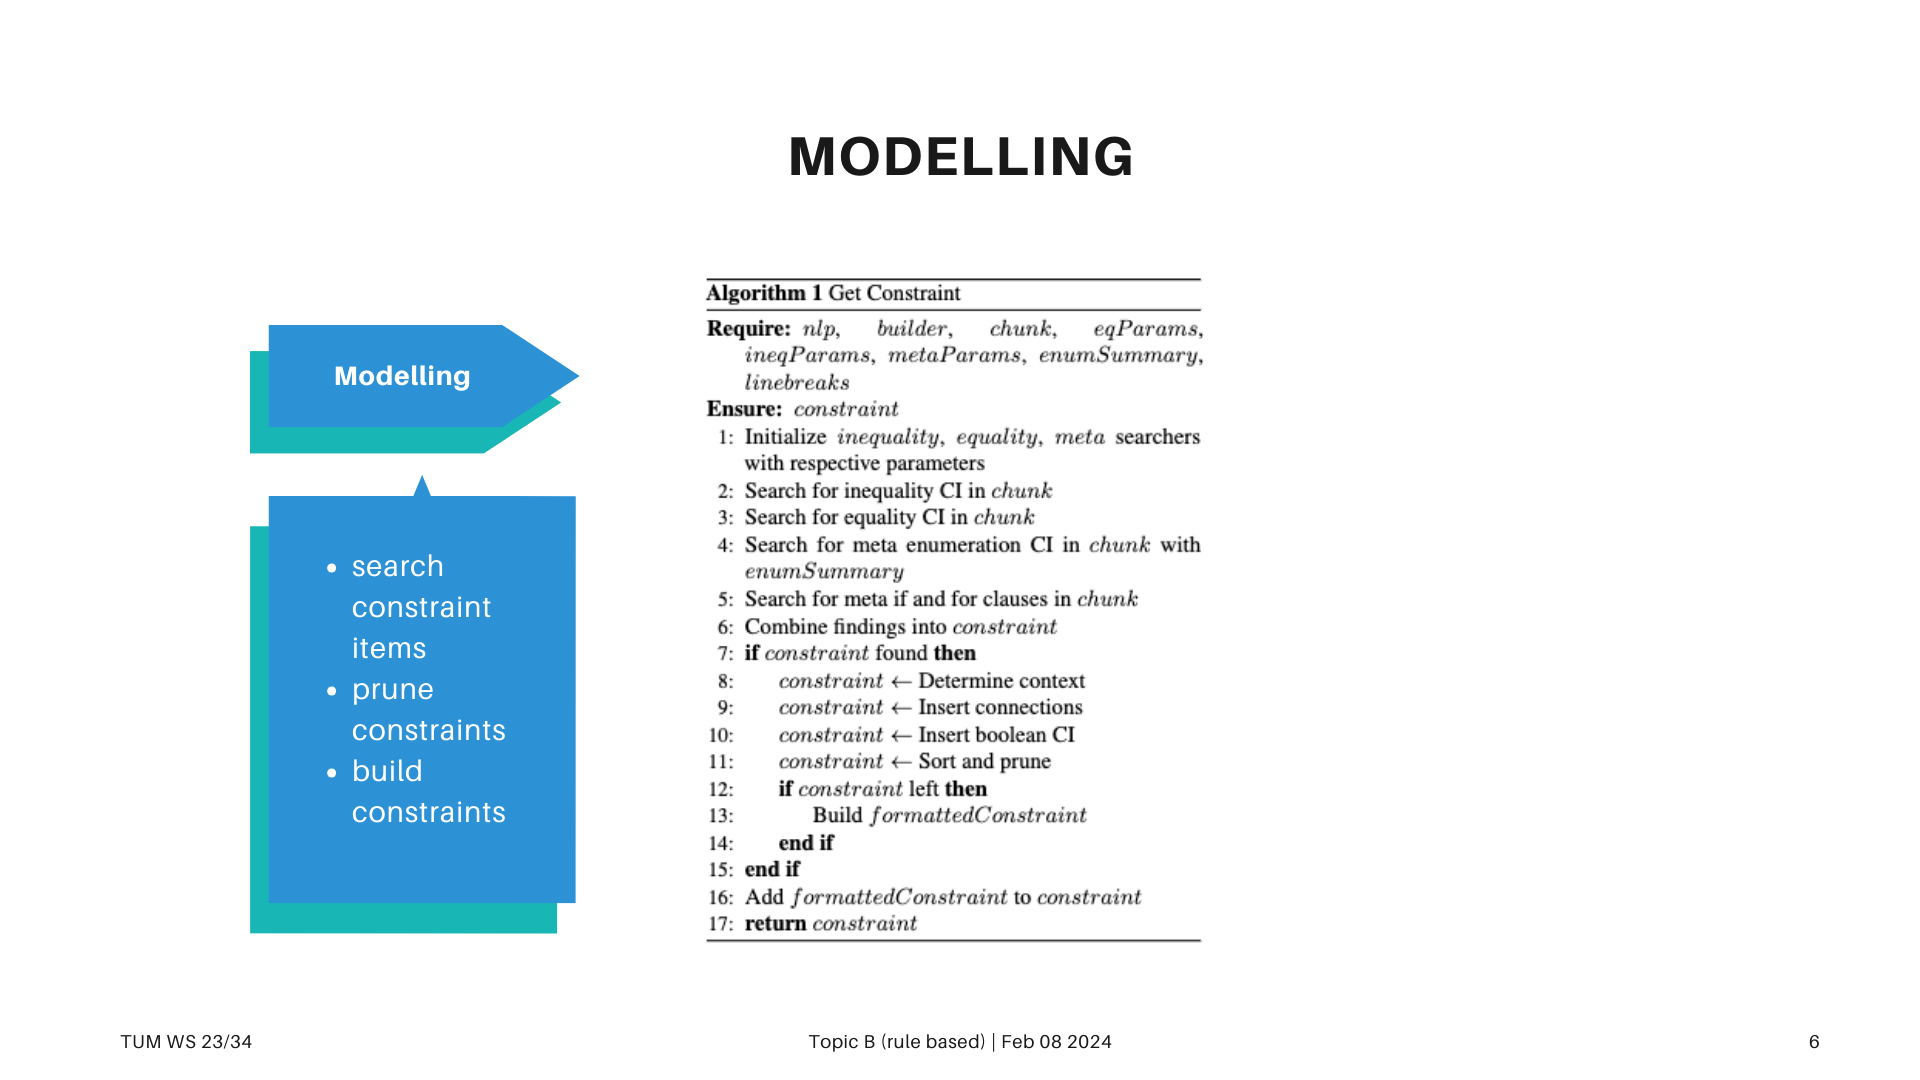 MODELLING
Modelling
• search
constraint
items
• prune
constraints
• build
constraints
Algorithm 1 Get Constraint
Require: nlp, builder, chunk, eqParams,
ineqParams, metaParams, enumSummary,
linebreaks
Ensure: constraint
1: Initialize inequality, equality, meta searchers
with respective parameters
2: Search for inequality CI in chunk
3: Search for equality CI in chunk
4: Search for meta enumeration CI in chunk with
enumSummary
5: Search for meta if and for clauses in chunk
6: Combine findings into constraint
7: if constraint found then
8: constraint ← Determine context
9: constraint ← Insert connections
10: constraint ← Insert boolean CI
11: constraint ← Sort and prune
12: if constraint left then
13: Build formattedConstraint
14: end if
15: end if
16: Add formattedConstraint to constraint
17: return constraint
TUM WS 23/34
Topic B (rule based) | Feb 08 2024
6